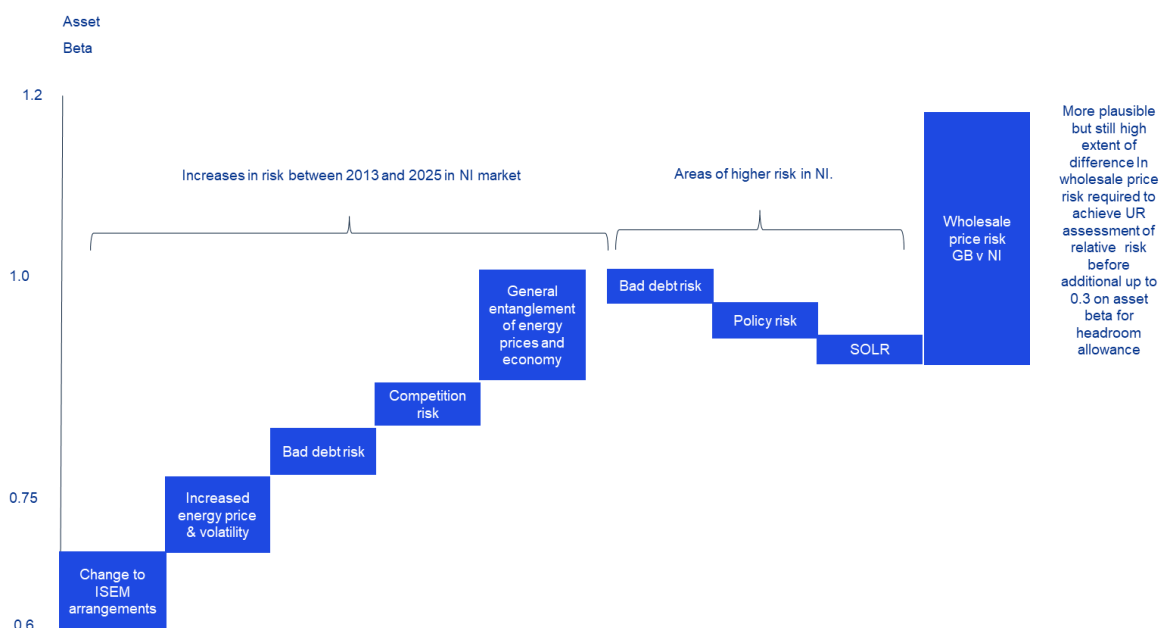 Asset
Beta
1.2
1.0
0.75
0.6
Increases in risk between 2013 and 2025 in NI market
Areas of higher risk in NI.
Change to
ISEM
arrangements
Increased
energy price
& volatility
Bad debt risk
Competition
risk
General
entanglement
of energy
prices and
economy
Bad debt risk
Policy risk
SOLR
Wholesale
price risk
GB v NI
More plausible
but still high
extent of
difference In
wholesale price
risk required to
achieve UR
assessment of
relative risk
before
additional up to
0.3 on asset
beta for
headroom
allowance